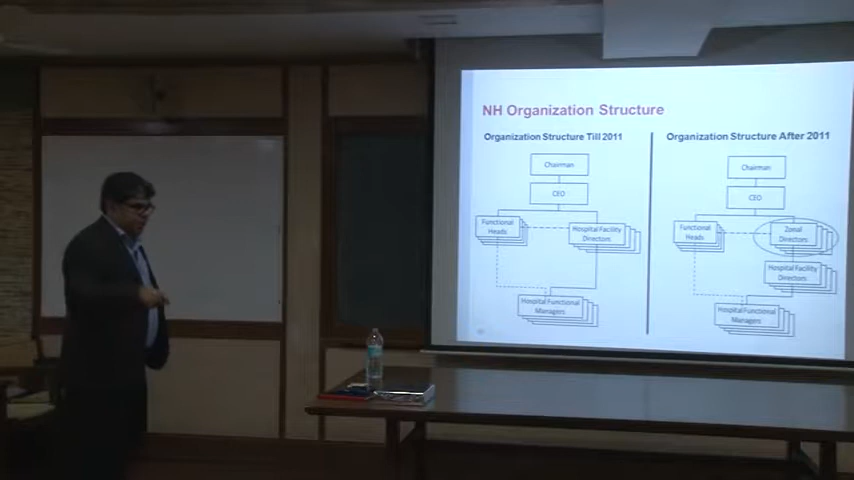 NH Organization Structure
Organization Structure Till 2011
Chairman
CEO
Functional
Heads
Hospital Facility
Directors
Hospital Functional
Managers
Organization Structure After 2011
Chairman
CEO
Functional
Heads
Zonal
Directors
Hospital Facility
Directors
Hospital Functional
Managers